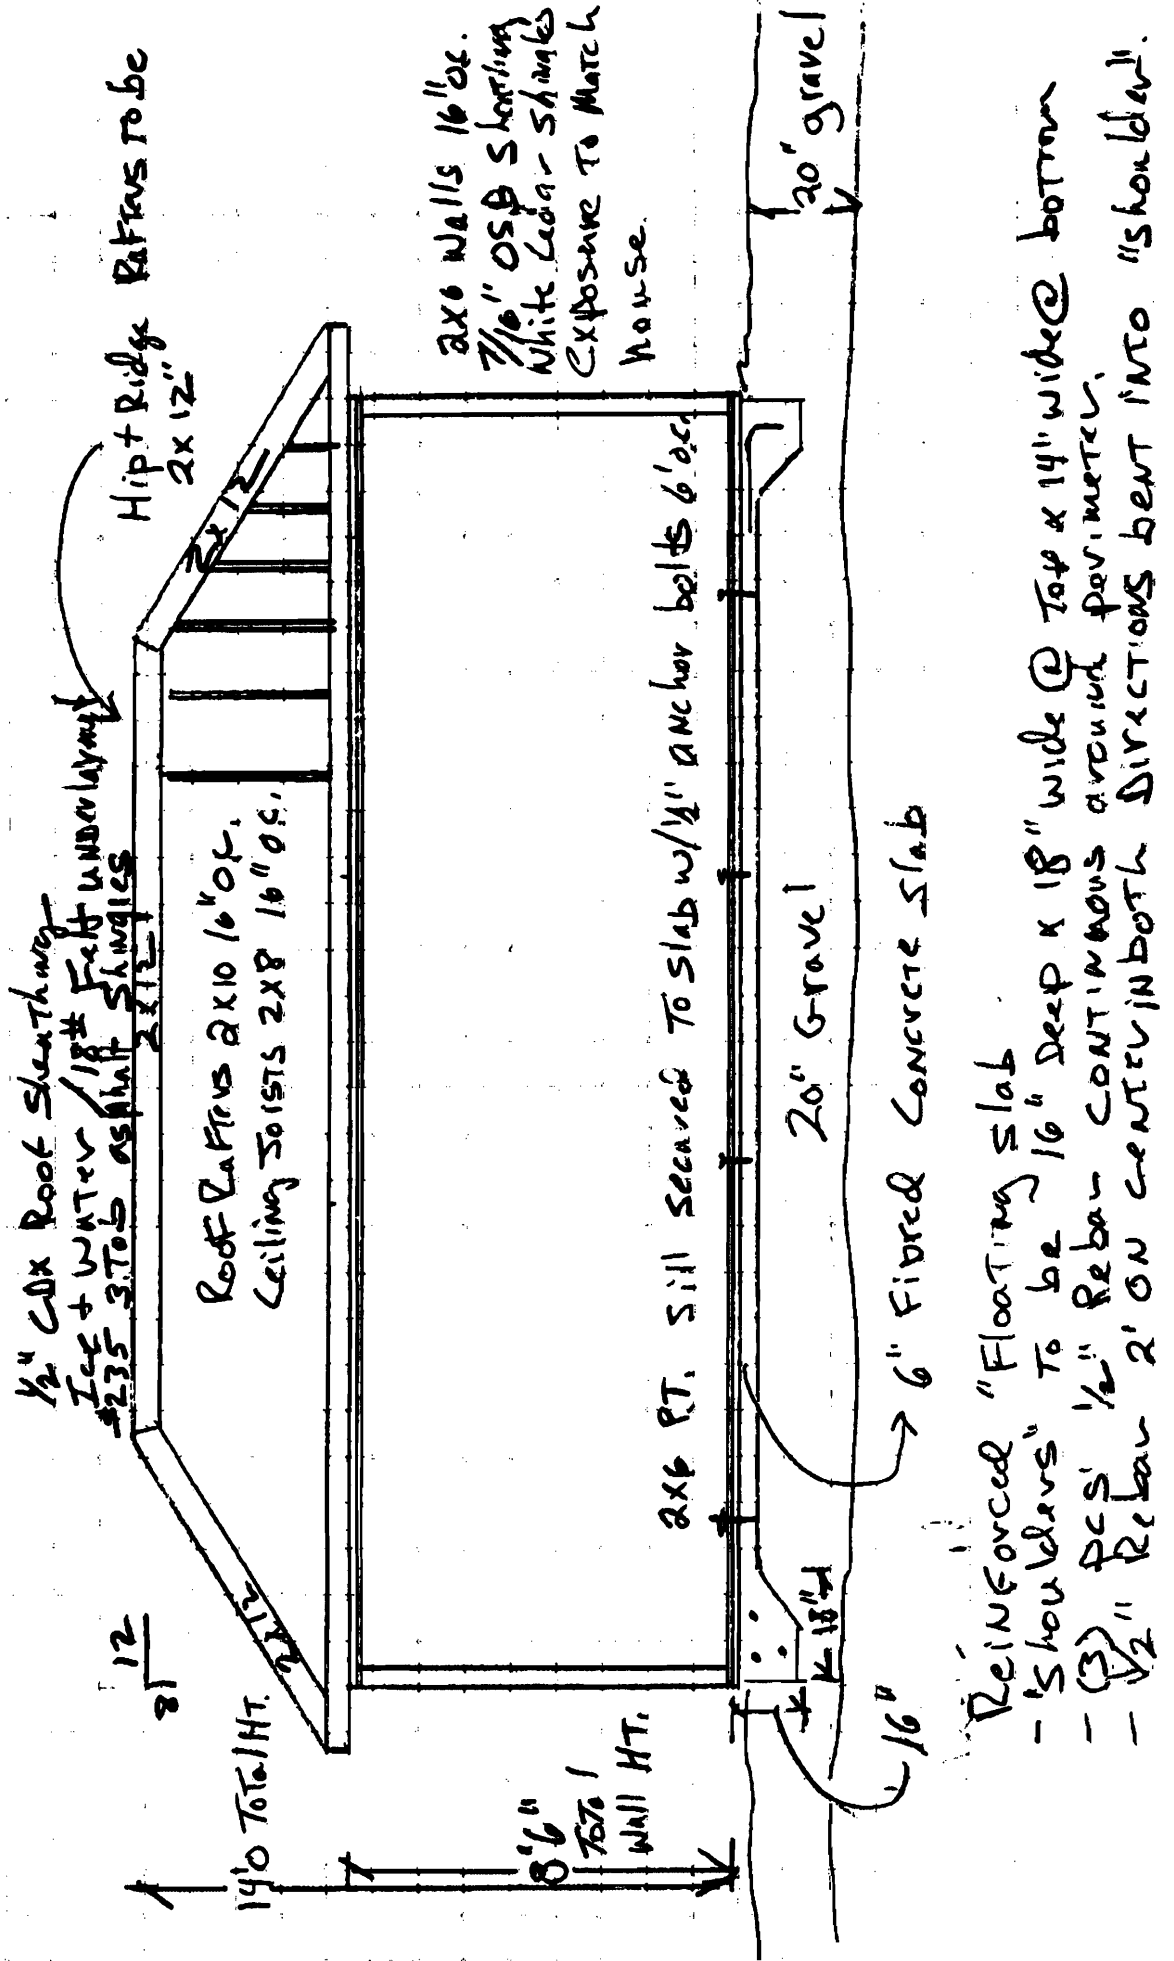 1/2" CDX Roof Sheathing
Ice + Water / 18# Felt underlayment
#235 3 Tab asphalt Shingles
2x12
Hip + Ridge Rafters to be
2x12"
12
8
2x12
2x12
Roof Rafters 2x10 16" O.C.
Ceiling Joists 2x8 16" O.C.
14'0 Total HT.
8'6"
Total
Wall HT.
2x6 Walls 16" O.C.
7/16" OSB Sheathing
White Cedar Shingles
Exposure To Match
house.
2x6 P.T. Sill Secured To Slab w/ 1/2" anchor bolts 6' o.c.
18"
16"
20" Gravel
20" gravel
6" Fibred Concrete Slab
Reinforced "Floating Slab
- "Shoulders" To be 16" Deep x 18" wide @ Top x 14" wide @ bottom
- (3) pcs 1/2" Rebar Continuous around perimeter.
- 1/2" Rebar 2' on center in both Directions bent into "shoulder".